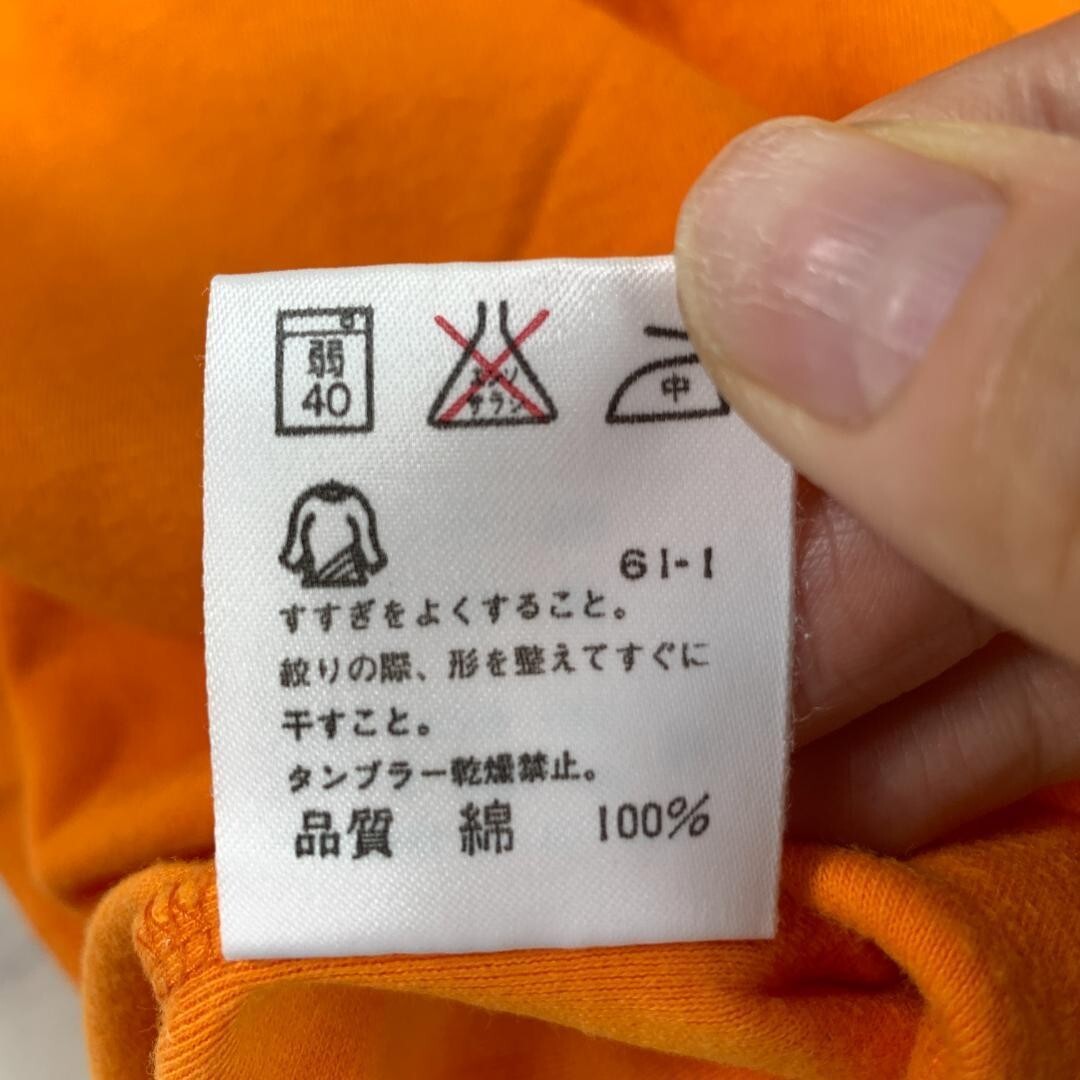 弱
40
エンソ
サラシ
中
61-1
すすぎをよくすること。
絞りの際、形を整えてすぐに
干すこと。
タンブラー乾燥禁止。
品質 綿 100%